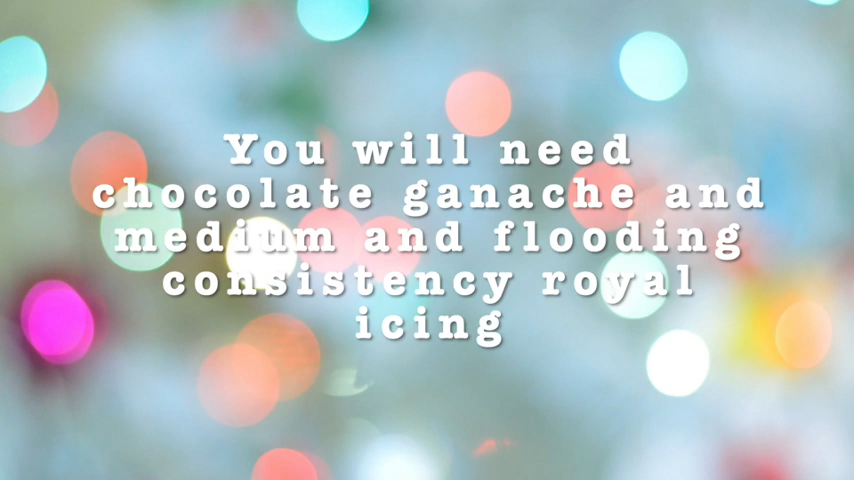 You will need
chocolate ganache and
medium and flooding
consistency royal
icing